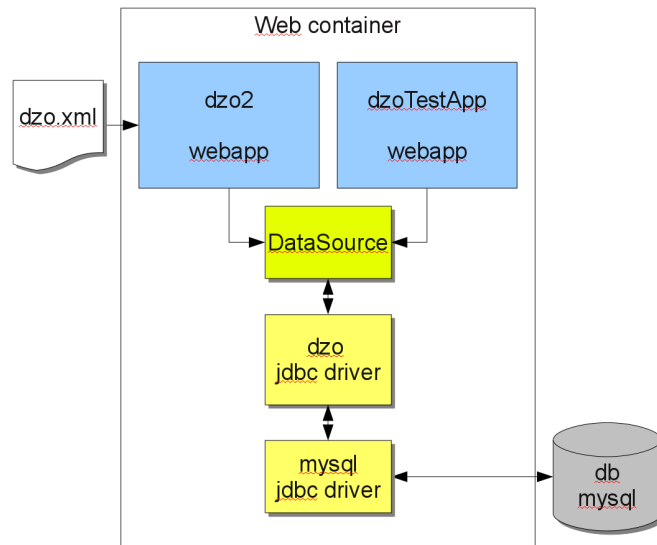 Web container
dzo.xml
dzo2
webapp
dzoTestApp
webapp
DataSource
dzo
jdbc driver
mysql
jdbc driver
db
mysql